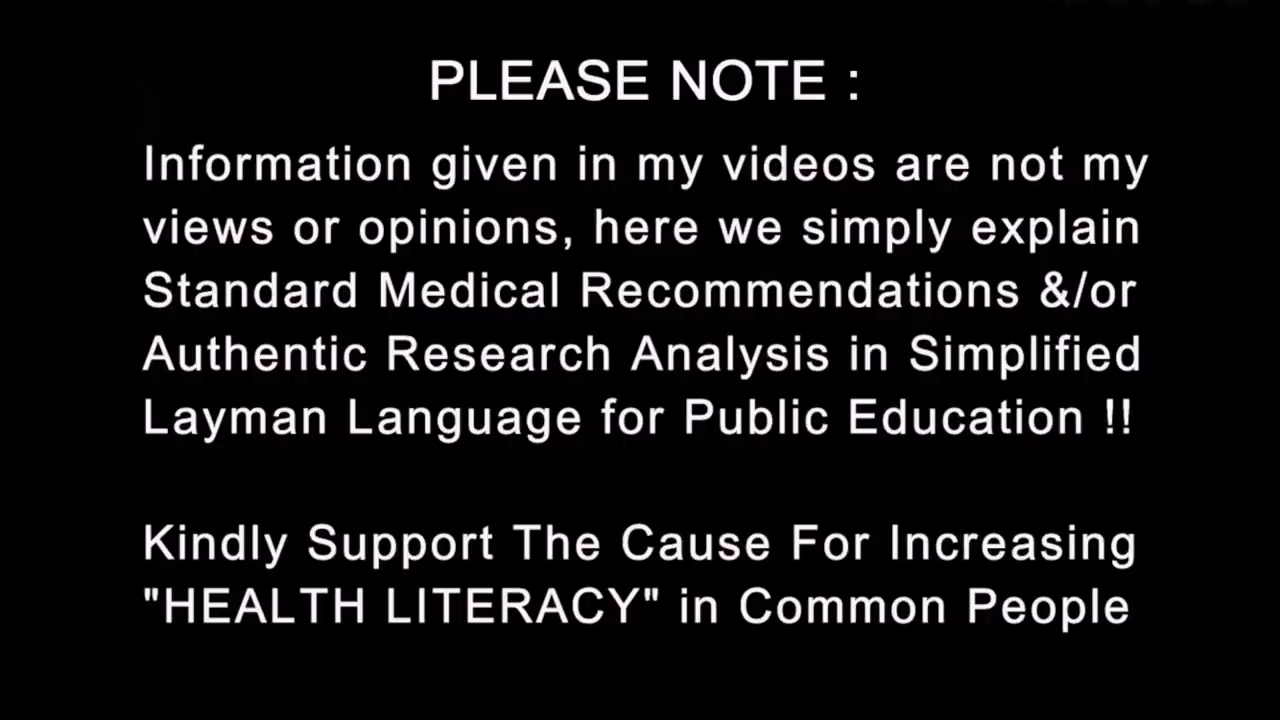 PLEASE NOTE :
Information given in my videos are not my
views or opinions, here we simply explain
Standard Medical Recommendations &/or
Authentic Research Analysis in Simplified
Layman Language for Public Education !!
Kindly Support The Cause For Increasing
"HEALTH LITERACY" in Common People